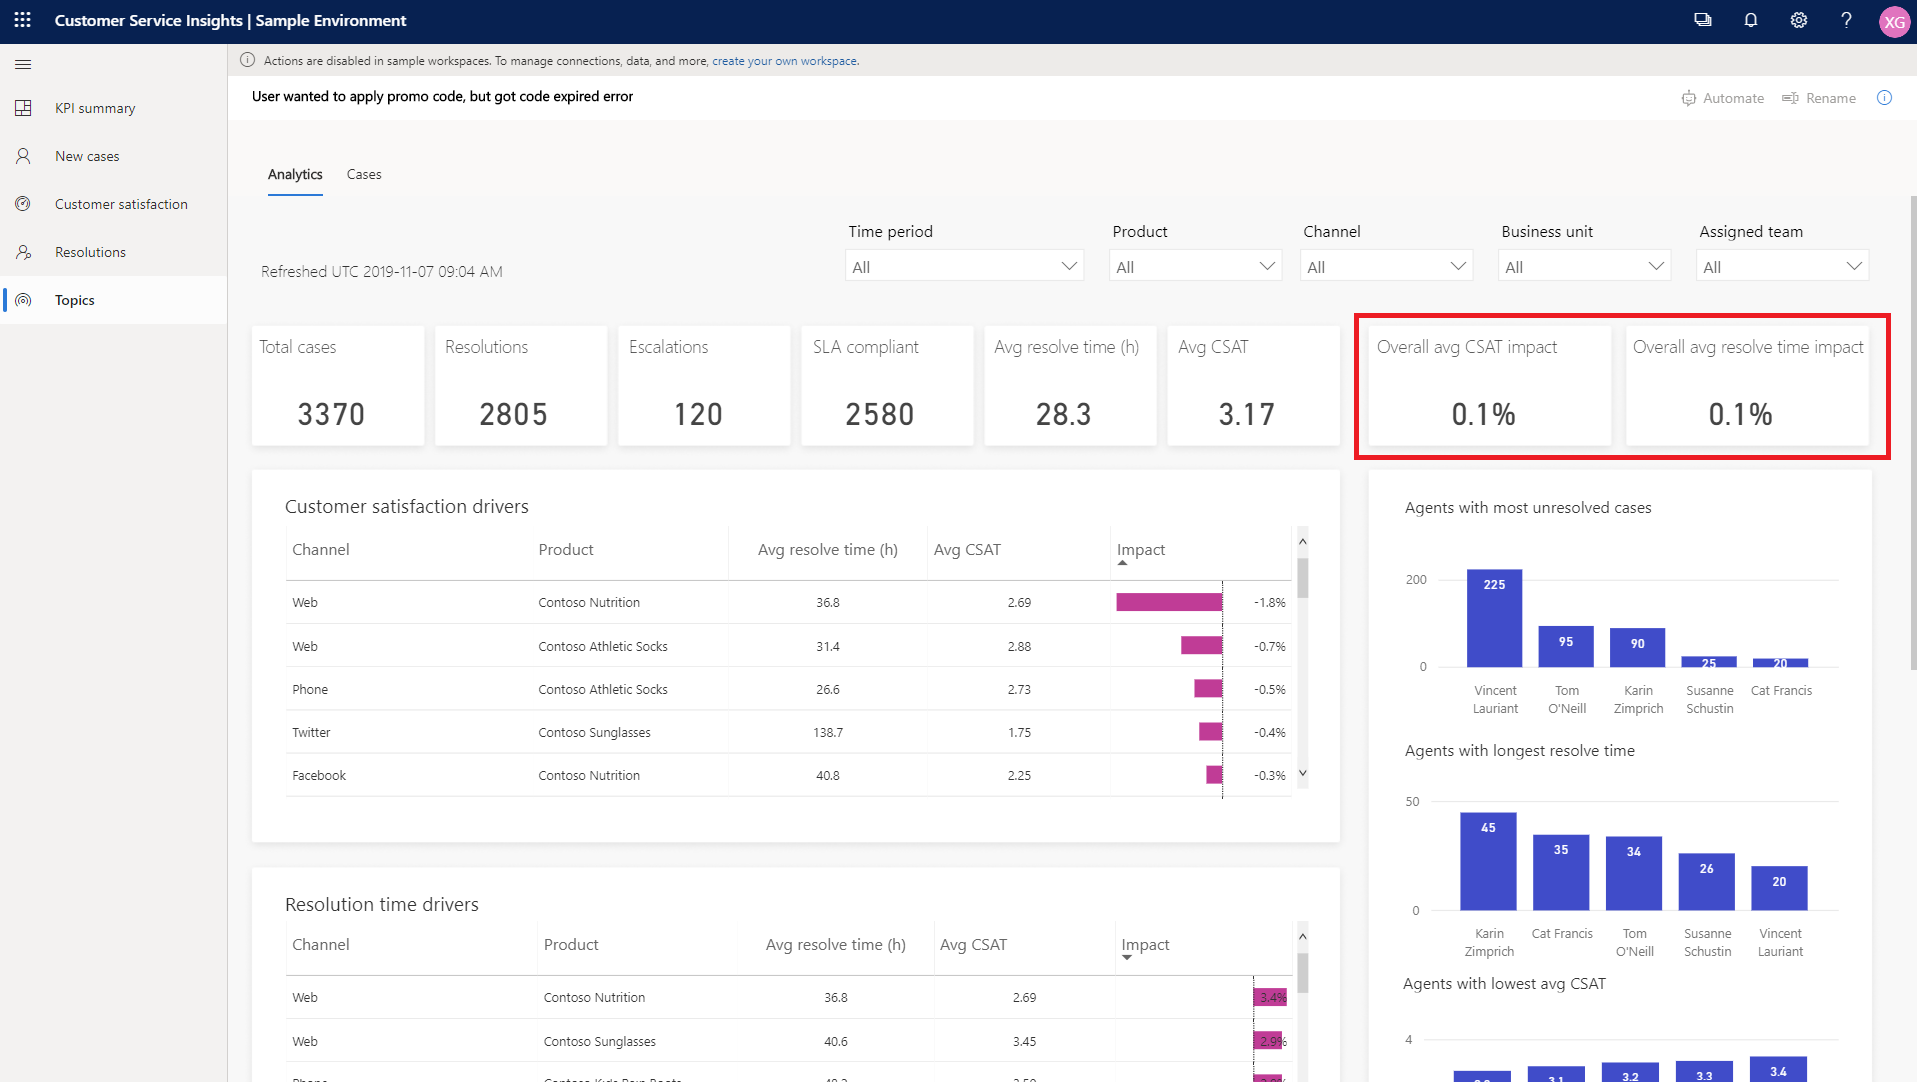 Customer Service Insights | Sample Environment
XG
Actions are disabled in sample workspaces. To manage connections, data, and more, create your own workspace.
KPI summary
New cases
Customer satisfaction
Resolutions
Topics
User wanted to apply promo code, but got code expired error
Automate
Rename
Analytics
Cases
Refreshed UTC 2019-11-07 09:04 AM
Time period
All
Product
All
Channel
All
Business unit
All
Assigned team
All
Total cases
3370
Resolutions
2805
Escalations
120
SLA compliant
2580
Avg resolve time (h)
28.3
Avg CSAT
3.17
Overall avg CSAT impact
0.1%
Overall avg resolve time impact
0.1%
Customer satisfaction drivers
Channel Product Avg resolve time (h) Avg CSAT Impact
Web Contoso Nutrition 36.8 2.69 -1.8%
Web Contoso Athletic Socks 31.4 2.88 -0.7%
Phone Contoso Athletic Socks 26.6 2.73 -0.5%
Twitter Contoso Sunglasses 138.7 1.75 -0.4%
Facebook Contoso Nutrition 40.8 2.25 -0.3%
Resolution time drivers
Channel Product Avg resolve time (h) Avg CSAT Impact
Web Contoso Nutrition 36.8 2.69 3.4%
Web Contoso Sunglasses 40.6 3.45 2.9%
Agents with most unresolved cases
200
0
225
95
90
25
20
Vincent Lauriant
Tom O'Neill
Karin Zimprich
Susanne Schustin
Cat Francis
Agents with longest resolve time
50
0
45
35
34
26
20
Karin Zimprich
Cat Francis
Tom O'Neill
Susanne Schustin
Vincent Lauriant
Agents with lowest avg CSAT
4
3.1
3.2
3.3
3.4